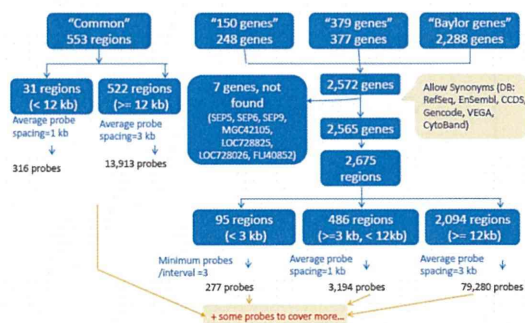 "Common"
553 regions
"150 genes"
248 genes
"379 genes"
377 genes
"Baylor genes"
2,288 genes
31 regions
(< 12 kb)
522 regions
(>= 12 kb)
7 genes, not
found
(SEP5, SEP6, SEP9,
MGC42105,
LOC728825,
LOC728026, FLJ40852)
2,572 genes
Allow Synonyms (DB:
RefSeq, EnSembl, CCDS,
Gencode, VEGA,
CytoBand)
Average probe
spacing=1 kb
Average probe
spacing=3 kb
2,565 genes
316 probes
13,913 probes
2,675
regions
95 regions
(< 3 kb)
486 regions
(>=3 kb, < 12kb)
2,094 regions
(>= 12kb)
Minimum probes
/interval =3
Average probe
spacing=1 kb
Average probe
spacing=3 kb
277 probes
3,194 probes
79,280 probes
+ some probes to cover more...